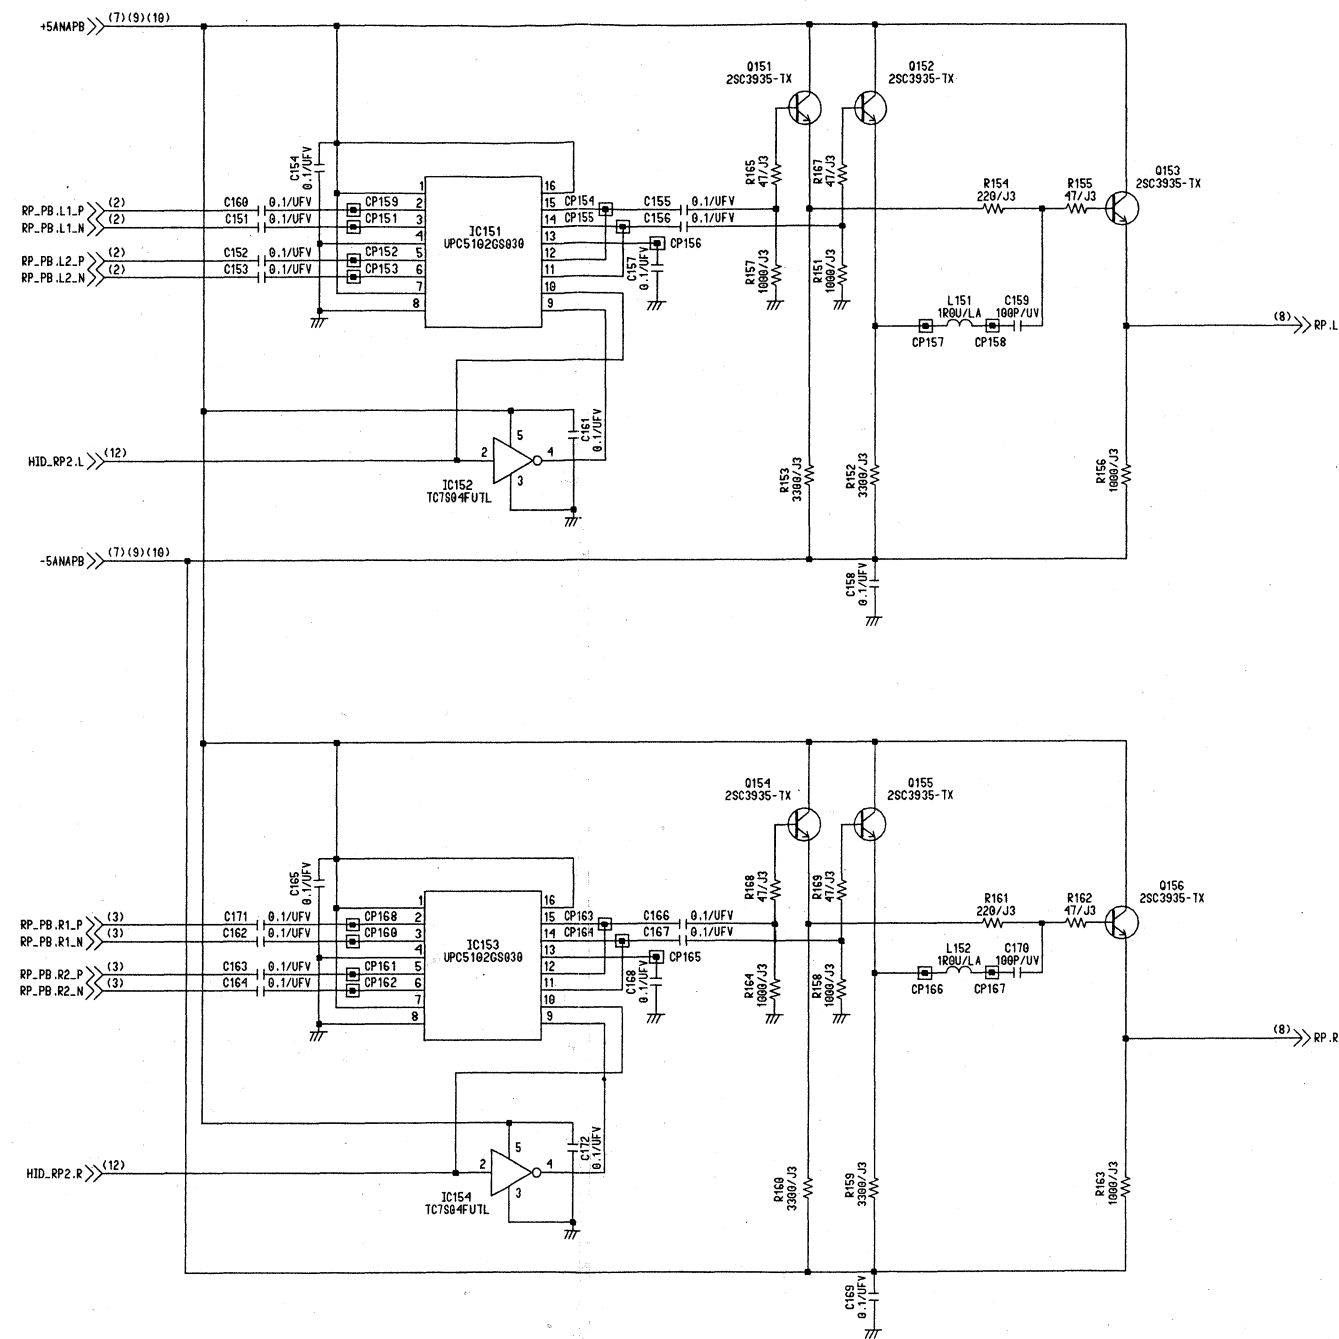 +5ANAPB (7)(9)(10)
Q151
2SC3935-TX
Q152
2SC3935-TX
C154
0.1/UFV
R165
47/J3
R167
47/J3
Q153
2SC3935-TX
R154
220/J3
R155
47/J3
RP_PB.L1_P (2) C160 0.1/UFV CP159
RP_PB.L1_N (2) C151 0.1/UFV CP151
RP_PB.L2_P (2) C152 0.1/UFV CP152
RP_PB.L2_N (2) C153 0.1/UFV CP153
1
2
3
4
5
6
7
8
IC151
UPC5102GS030
16
15
14
13
12
11
10
9
CP154 C155 0.1/UFV
CP155 C156 0.1/UFV
CP156
C157
0.1/UFV
R157
1000/J3
R151
1000/J3
L151
1R0U/LA
C159
100P/UV
CP157
CP158
(8) RP.L
C161
0.1/UFV
HID_RP2.L (12)
2
5
4
3
IC152
TC7S04FUTL
R153
3300/J3
R152
3300/J3
R156
1000/J3
-5ANAPB (7)(9)(10)
C158
0.1/UFV
Q154
2SC3935-TX
Q155
2SC3935-TX
C165
0.1/UFV
R168
47/J3
R169
47/J3
Q156
2SC3935-TX
R161
220/J3
R162
47/J3
RP_PB.R1_P (3) C171 0.1/UFV CP168
RP_PB.R1_N (3) C162 0.1/UFV CP160
RP_PB.R2_P (3) C163 0.1/UFV CP161
RP_PB.R2_N (3) C164 0.1/UFV CP162
1
2
3
4
5
6
7
8
IC153
UPC5102GS030
16
15
14
13
12
11
10
9
CP163 C166 0.1/UFV
CP164 C167 0.1/UFV
CP165
C168
0.1/UFV
R164
1000/J3
R158
1000/J3
L152
1R0U/LA
C170
100P/UV
CP166
CP167
(8) RP.R
C172
0.1/UFV
HID_RP2.R (12)
2
5
4
3
IC154
TC7S04FUTL
R160
3300/J3
R159
3300/J3
R163
1000/J3
C169
0.1/UFV